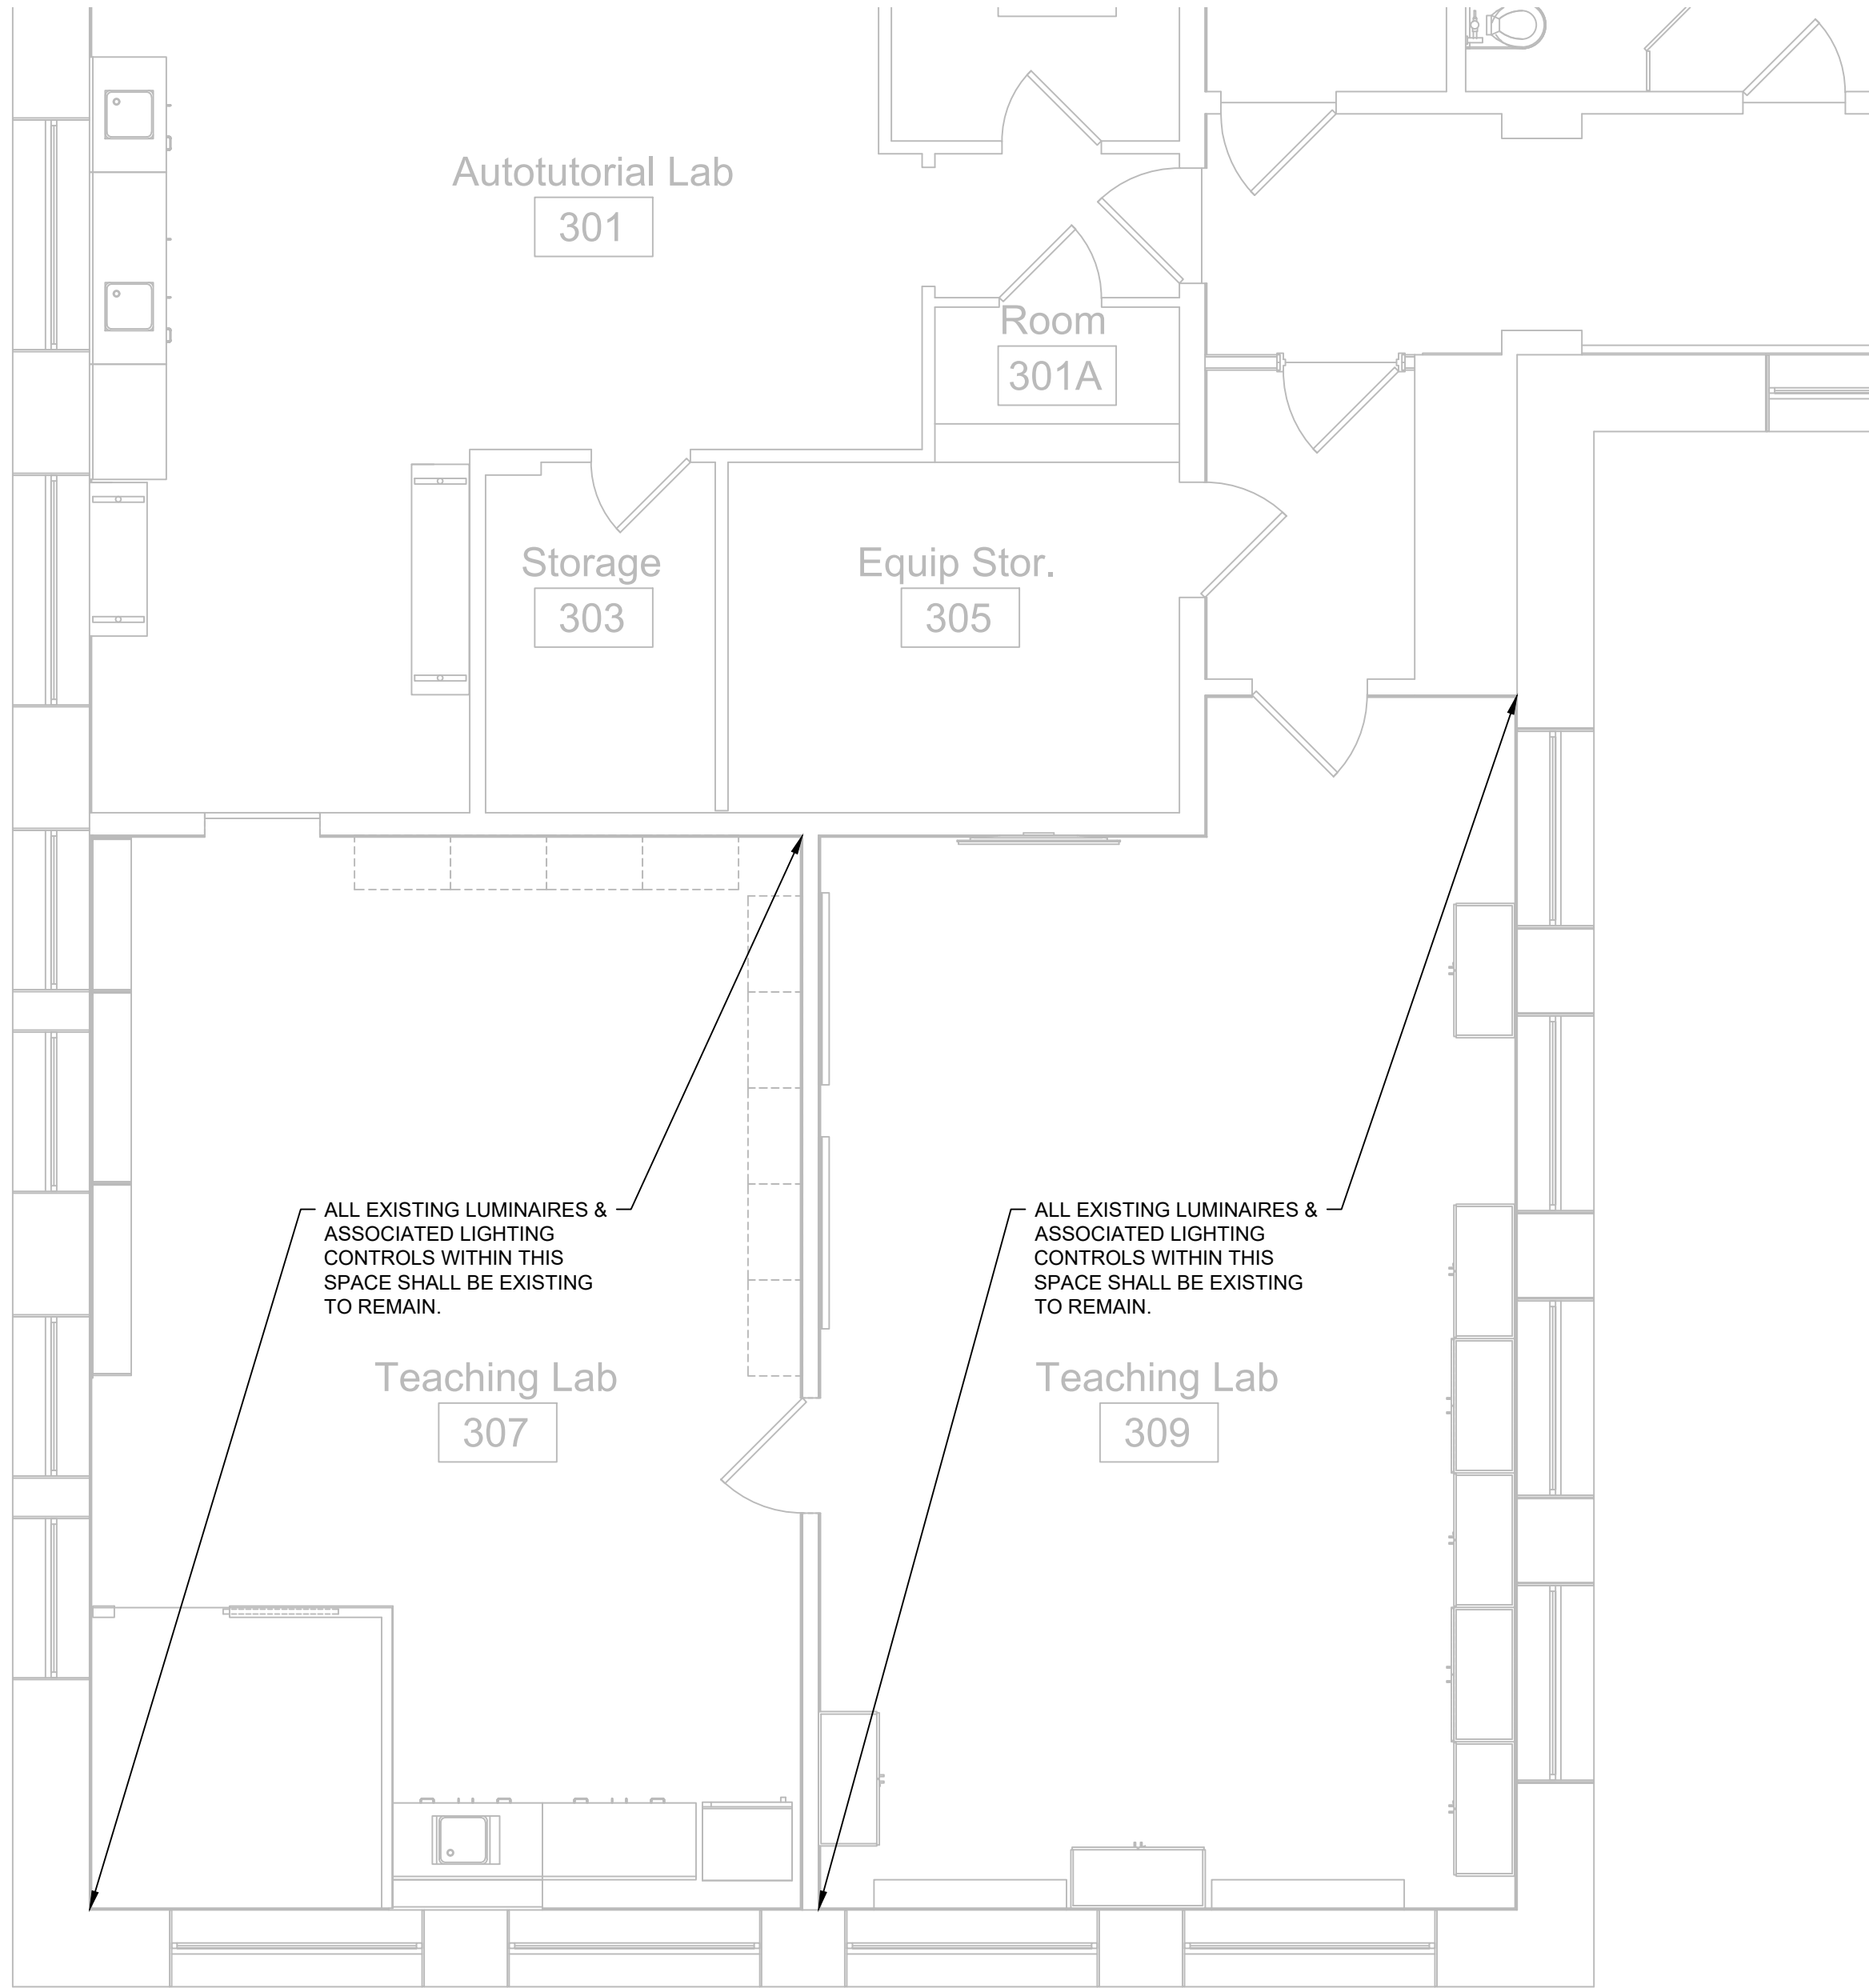 Autotutorial Lab
301
Room
301A
Storage
303
Equip Stor.
305
ALL EXISTING LUMINAIRES &
ASSOCIATED LIGHTING
CONTROLS WITHIN THIS
SPACE SHALL BE EXISTING
TO REMAIN.
ALL EXISTING LUMINAIRES &
ASSOCIATED LIGHTING
CONTROLS WITHIN THIS
SPACE SHALL BE EXISTING
TO REMAIN.
Teaching Lab
307
Teaching Lab
309